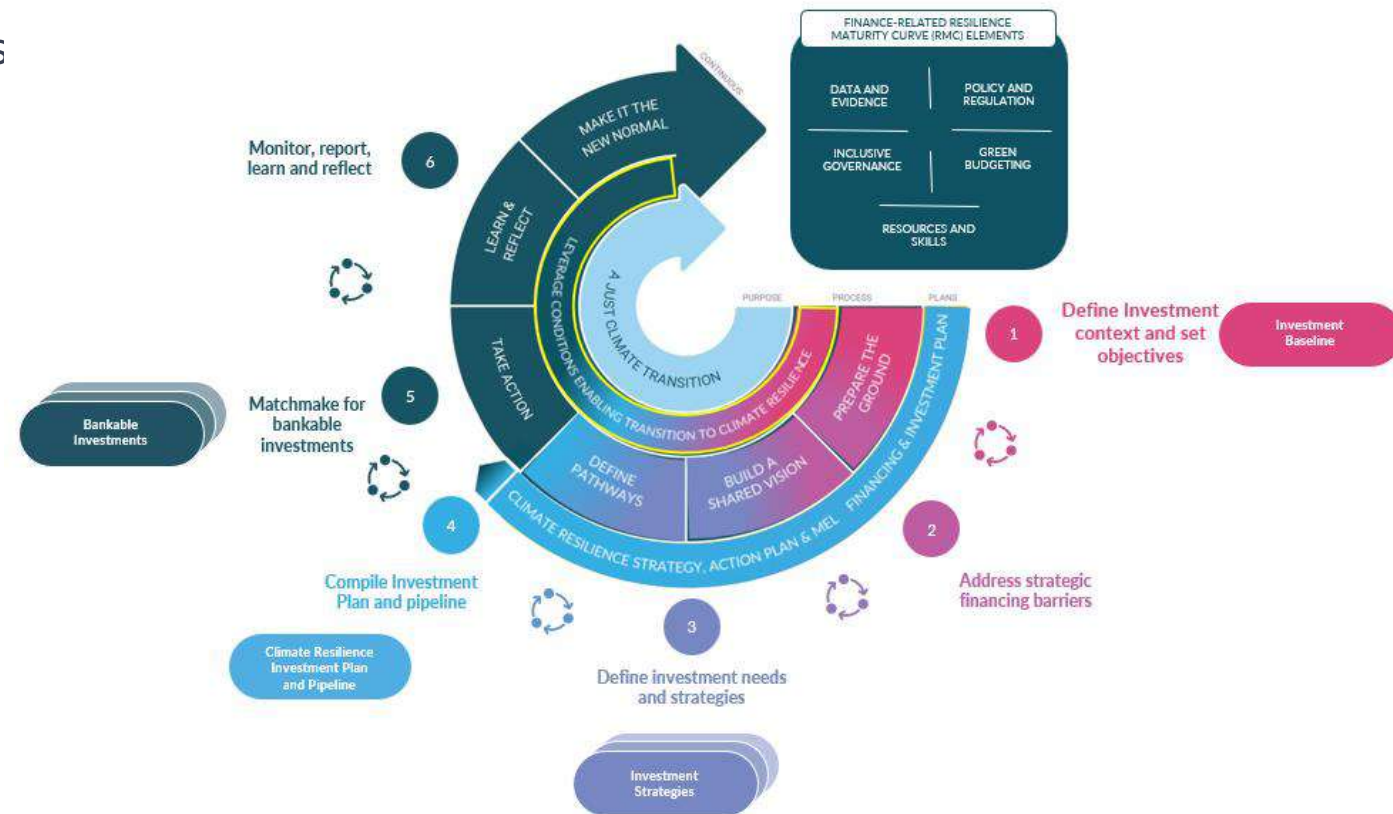 FINANCE-RELATED RESILIENCE
MATURITY CURVE (RMC) ELEMENTS
DATA AND
EVIDENCE
POLICY AND
REGULATION
INCLUSIVE
GOVERNANCE
GREEN
BUDGETING
RESOURCES AND
SKILLS
CONTINUOUS
MAKE IT THE
NEW NORMAL
LEARN &
REFLECT
TAKE ACTION
DEFINE
PATHWAYS
BUILD A
SHARED VISION
PREPARE THE
GROUND
LEVERAGE CONDITIONS ENABLING TRANSITION TO CLIMATE RESILIENCE
A JUST CLIMATE TRANSITION
PURPOSE
PROCESS
PLANS
CLIMATE RESILIENCE STRATEGY, ACTION PLAN & MEL
FINANCING & INVESTMENT PLAN
1
Define Investment
context and set
objectives
Investment
Baseline
2
Address strategic
financing barriers
3
Define investment needs
and strategies
Investment
Strategies
4
Compile Investment
Plan and pipeline
Climate Resilience
Investment Plan
and Pipeline
5
Matchmake for
bankable
investments
Bankable
Investments
6
Monitor, report,
learn and reflect